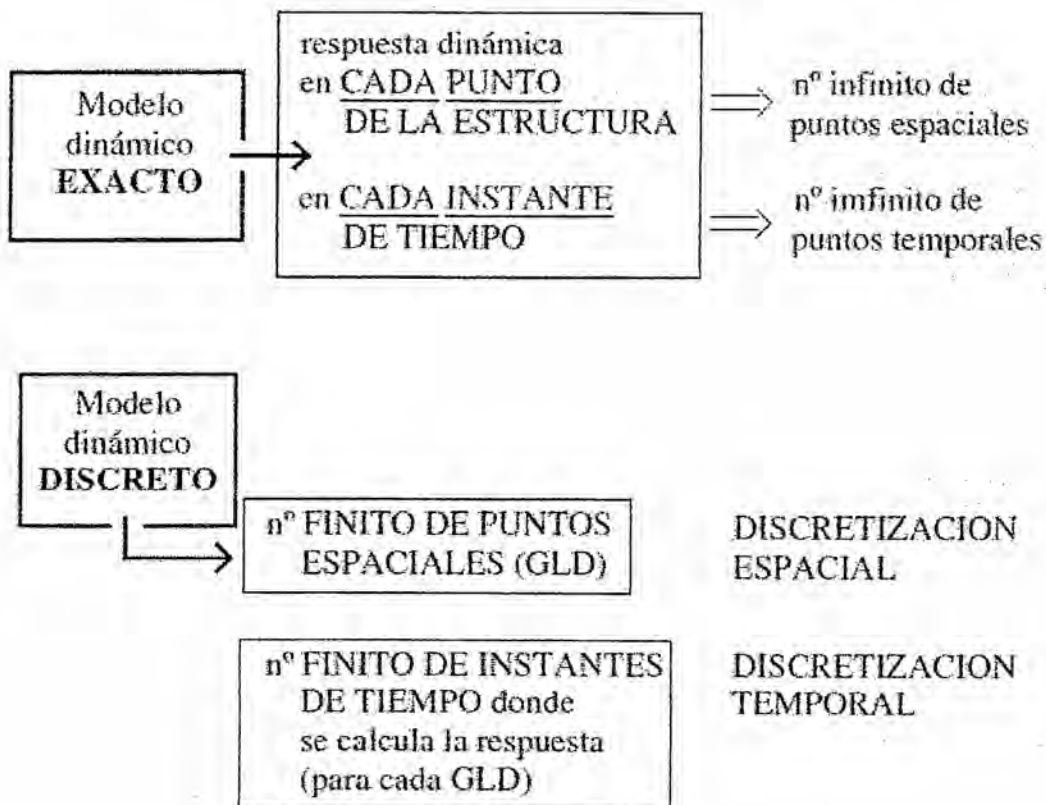 Modelo
dinámico
EXACTO
respuesta dinámica
en CADA PUNTO
DE LA ESTRUCTURA
en CADA INSTANTE
DE TIEMPO
nº infinito de
puntos espaciales
nº imfinito de
puntos temporales
Modelo
dinámico
DISCRETO
nº FINITO DE PUNTOS
ESPACIALES (GLD)
DISCRETIZACION
ESPACIAL
nº FINITO DE INSTANTES
DE TIEMPO donde
se calcula la respuesta
(para cada GLD)
DISCRETIZACION
TEMPORAL